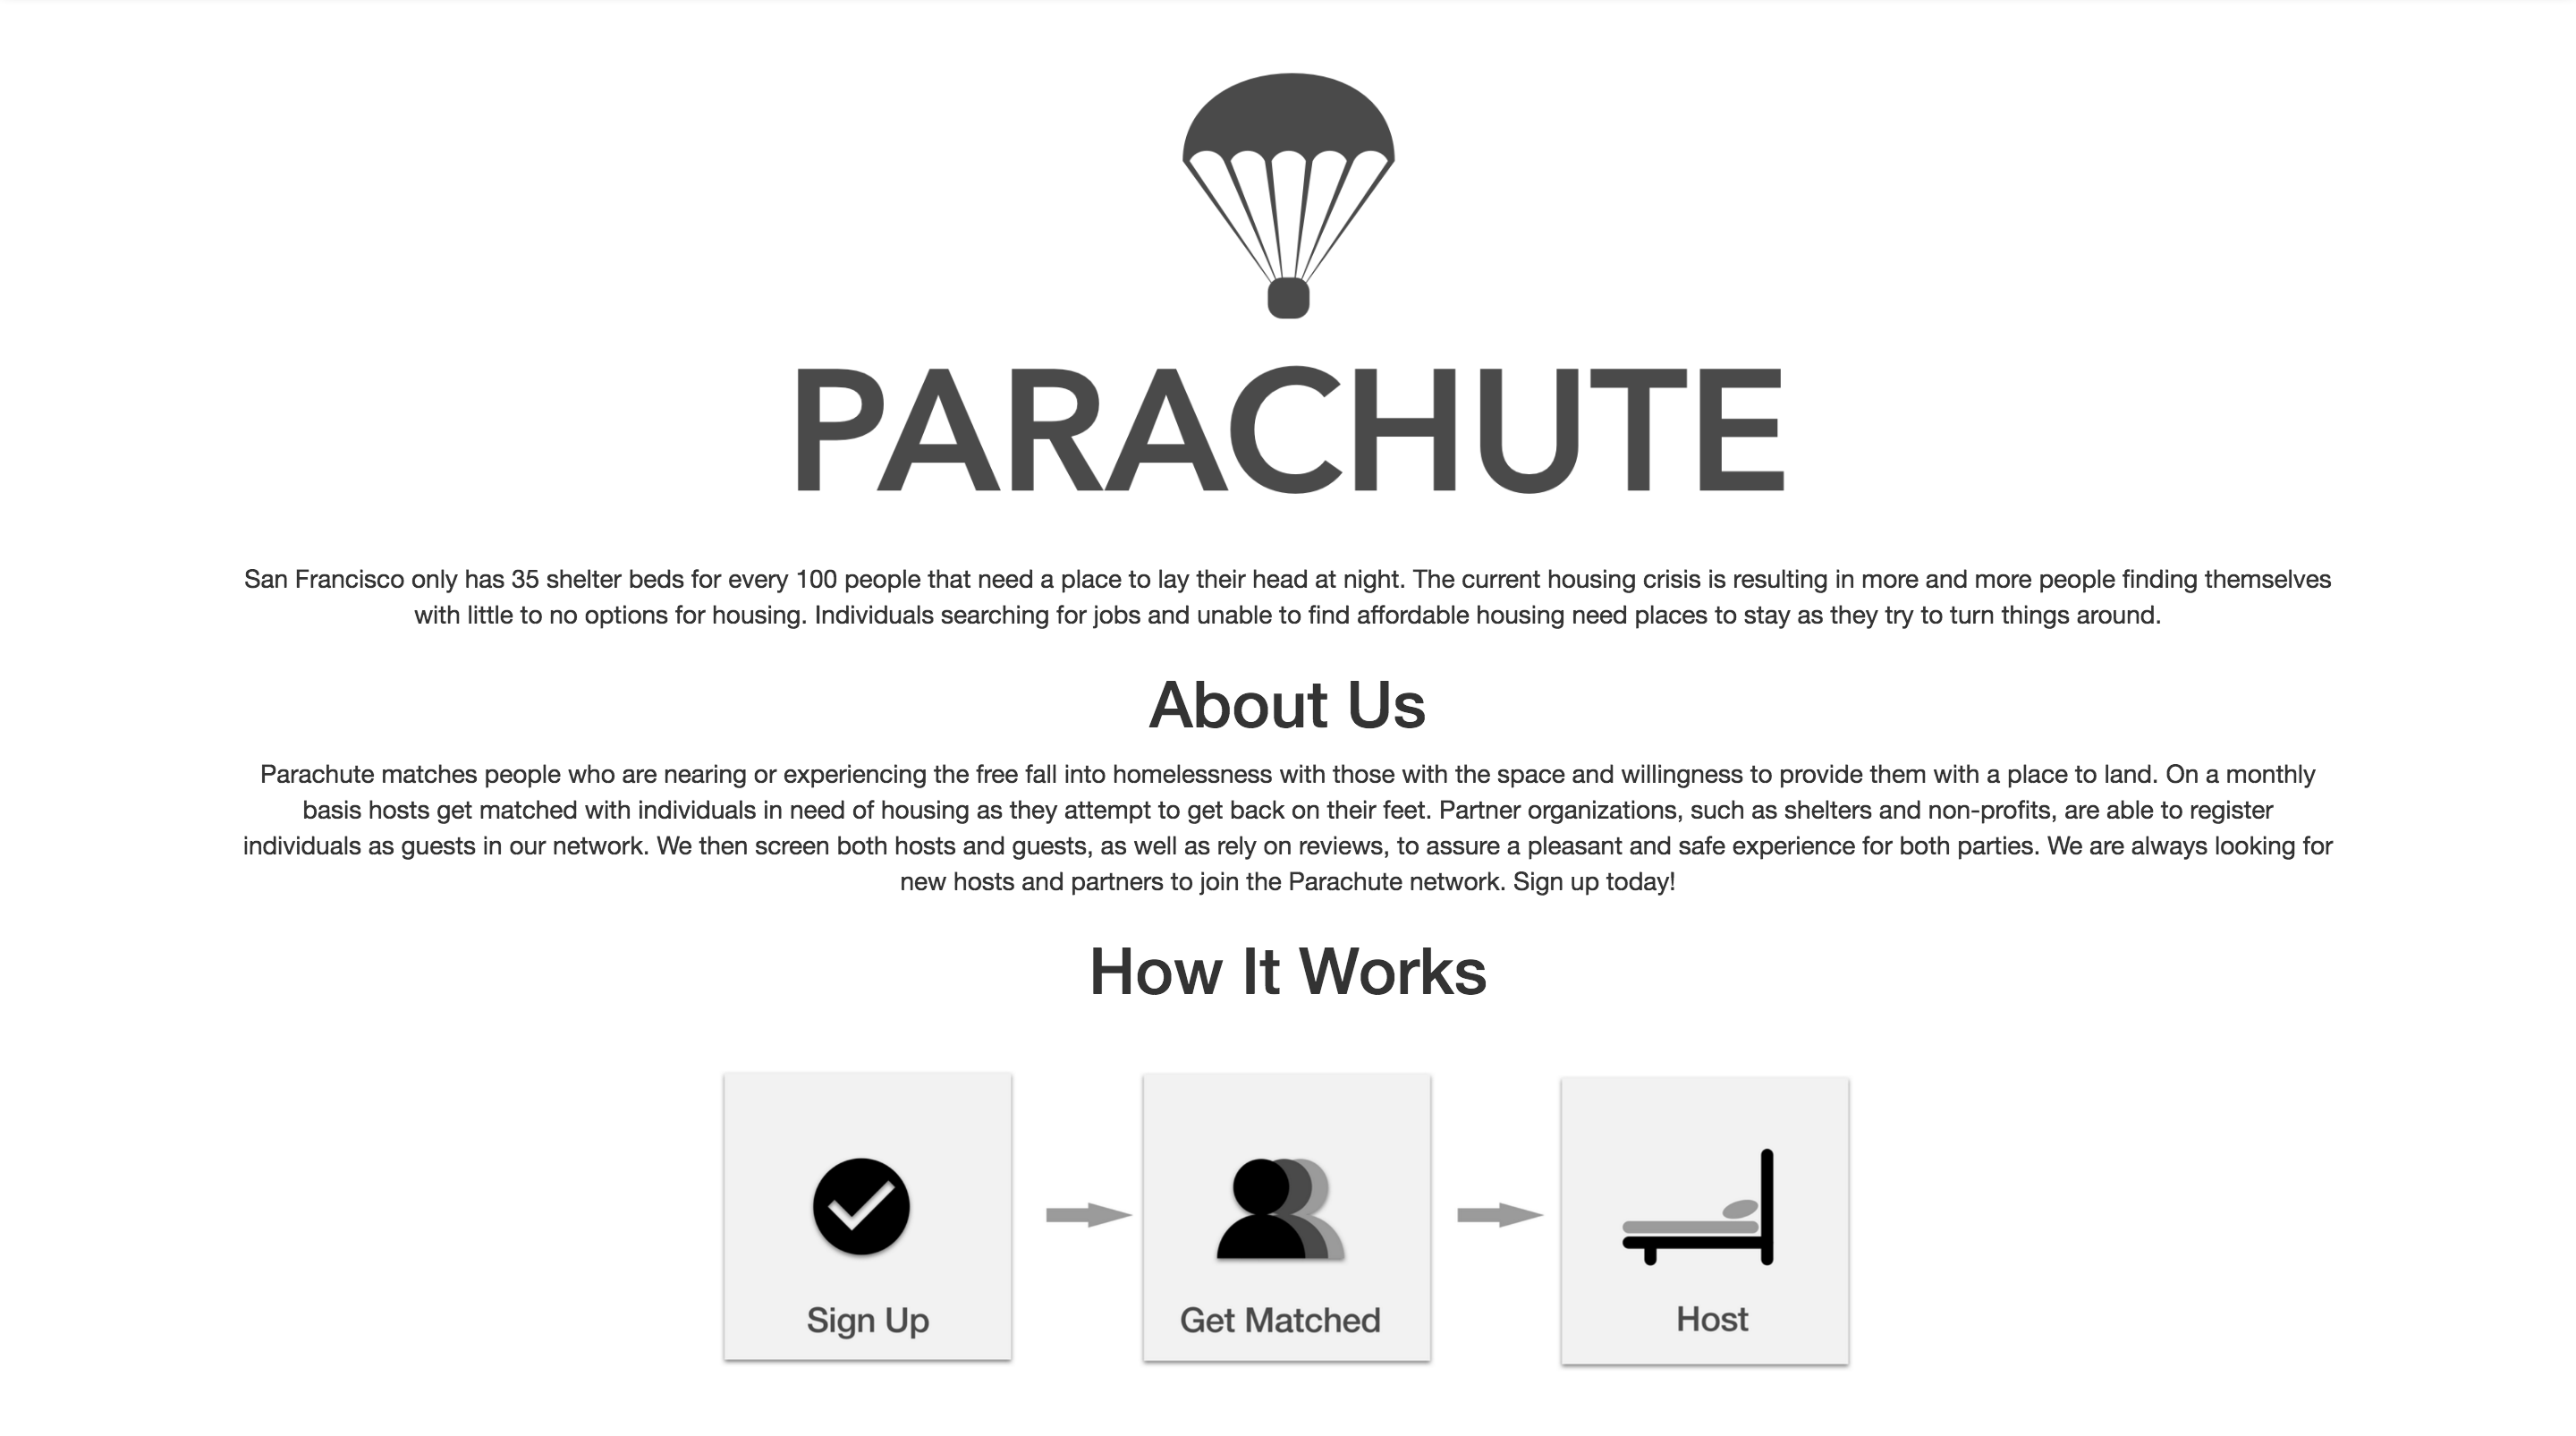 PARACHUTE
San Francisco only has 35 shelter beds for every 100 people that need a place to lay their head at night. The current housing crisis is resulting in more and more people finding themselves
with little to no options for housing. Individuals searching for jobs and unable to find affordable housing need places to stay as they try to turn things around.
About Us
Parachute matches people who are nearing or experiencing the free fall into homelessness with those with the space and willingness to provide them with a place to land. On a monthly
basis hosts get matched with individuals in need of housing as they attempt to get back on their feet. Partner organizations, such as shelters and non-profits, are able to register
individuals as guests in our network. We then screen both hosts and guests, as well as rely on reviews, to assure a pleasant and safe experience for both parties. We are always looking for
new hosts and partners to join the Parachute network. Sign up today!
How It Works
Sign Up
Get Matched
Host